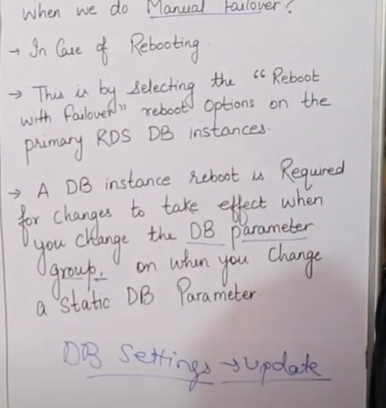 When we do Manual Failover?
→ In Case of Rebooting.
→ This is by selecting the "Reboot
with Failover" reboot Options on the
primary RDS DB instances.
→ A DB instance reboot is Required
for changes to take effect when
you change the DB parameter
group, on when you change
a static DB Parameter
DB Settings → Update